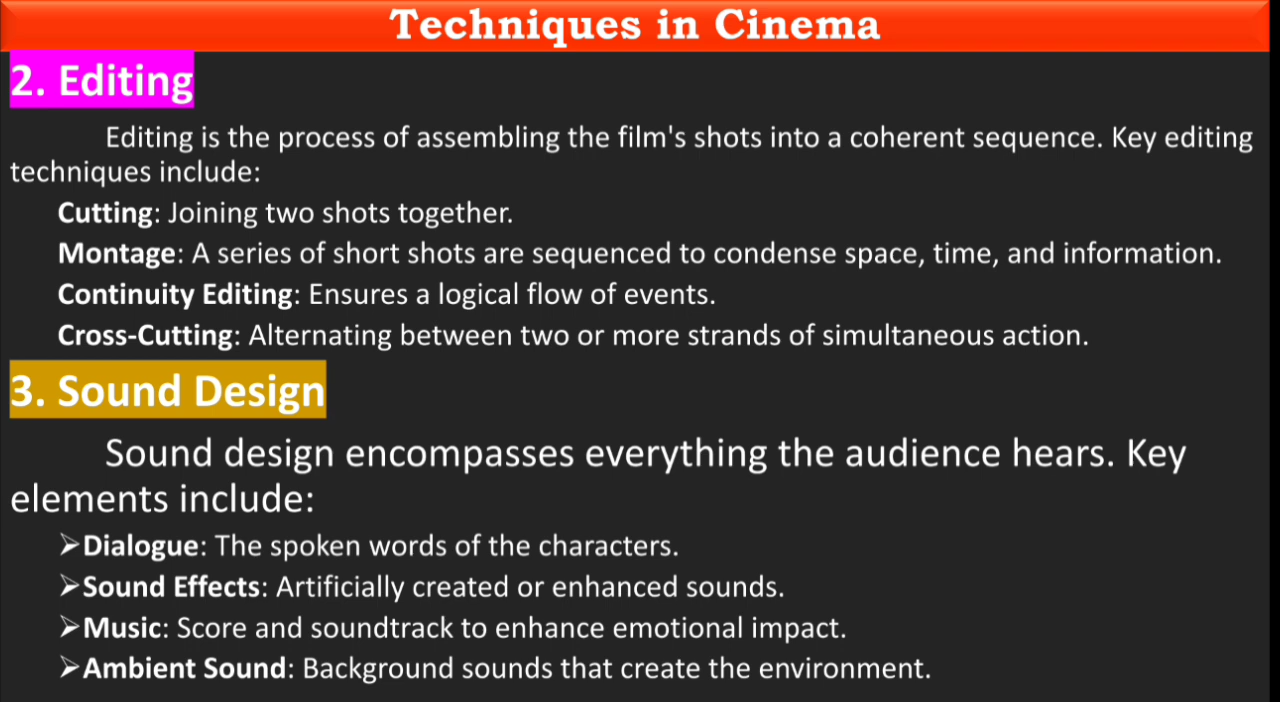 Techniques in Cinema
2. Editing
Editing is the process of assembling the film's shots into a coherent sequence. Key editing
techniques include:
Cutting: Joining two shots together.
Montage: A series of short shots are sequenced to condense space, time, and information.
Continuity Editing: Ensures a logical flow of events.
Cross-Cutting: Alternating between two or more strands of simultaneous action.
3. Sound Design
Sound design encompasses everything the audience hears. Key
elements include:
➢Dialogue: The spoken words of the characters.
➢Sound Effects: Artificially created or enhanced sounds.
➢Music: Score and soundtrack to enhance emotional impact.
➢Ambient Sound: Background sounds that create the environment.